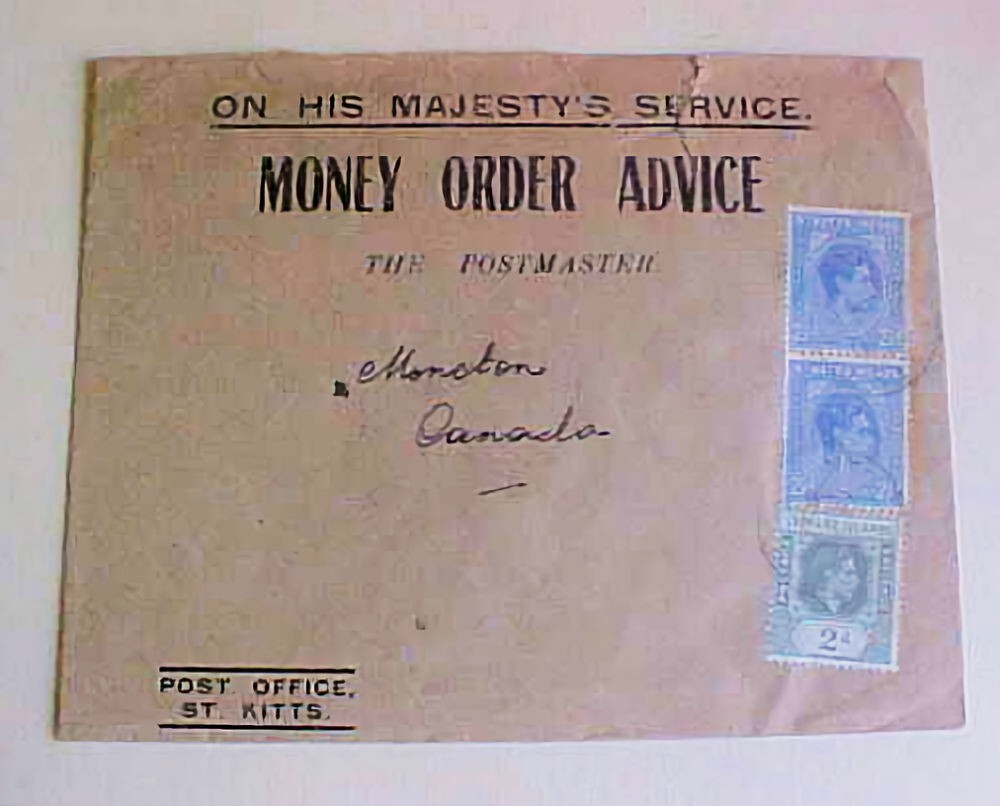 ON HIS MAJESTY'S SERVICE.
MONEY ORDER ADVICE
THE POSTMASTER
Moncton
Canada
2d
POST OFFICE,
ST. KITTS.